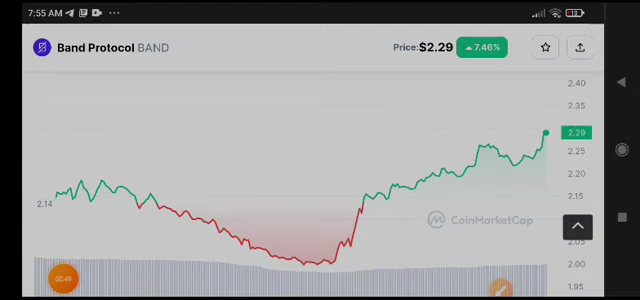 7:55 AM
Band Protocol BAND
Price: $2.29 7.46%
2.40
2.35
2.29
2.25
2.20
2.15
2.14
CoinMarketCap
2.05
2.00
1.95
00:49